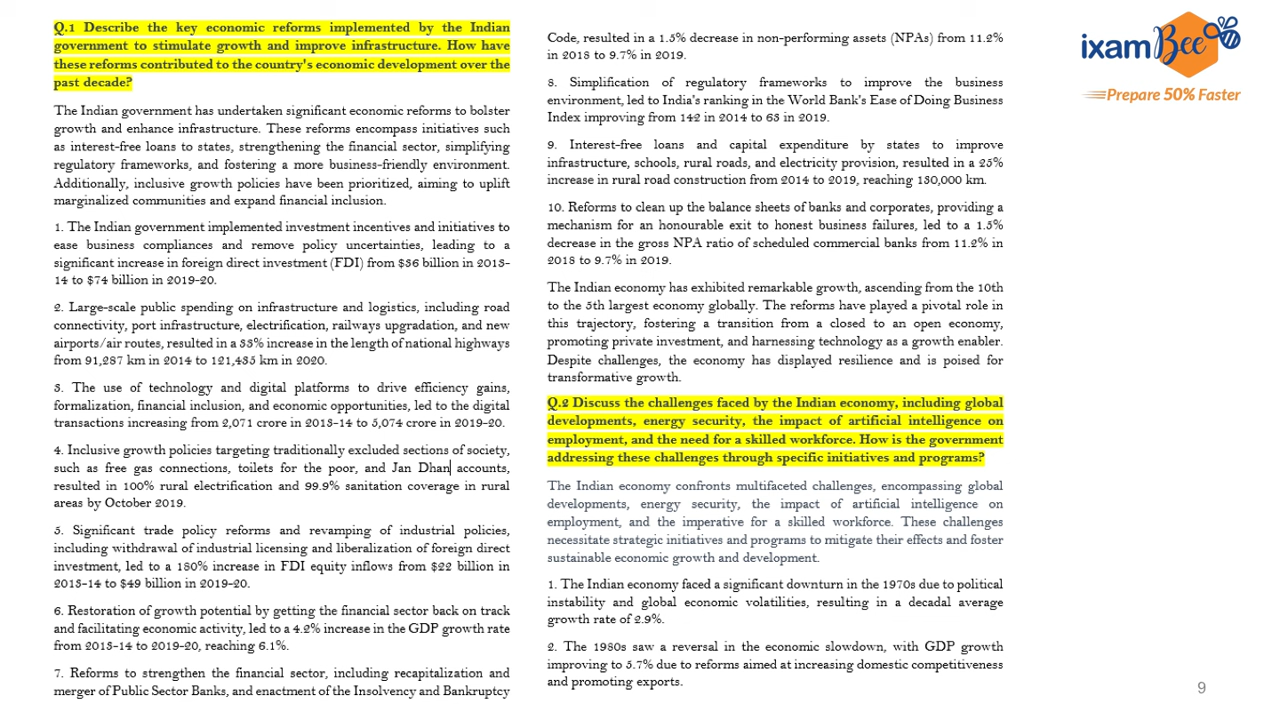 Q.1 Describe the key economic reforms implemented by the Indian
government to stimulate growth and improve infrastructure. How have
these reforms contributed to the country's economic development over the
past decade?
The Indian government has undertaken significant economic reforms to bolster
growth and enhance infrastructure. These reforms encompass initiatives such
as interest-free loans to states, strengthening the financial sector, simplifying
regulatory frameworks, and fostering a more business-friendly environment.
Additionally, inclusive growth policies have been prioritized, aiming to uplift
marginalized communities and expand financial inclusion.
1. The Indian government implemented investment incentives and initiatives to
ease business compliances and remove policy uncertainties, leading to a
significant increase in foreign direct investment (FDI) from $36 billion in 2013-
14 to $74 billion in 2019-20.
2. Large-scale public spending on infrastructure and logistics, including road
connectivity, port infrastructure, electrification, railways upgradation, and new
airports/air routes, resulted in a 33% increase in the length of national highways
from 91,287 km in 2014 to 121,435 km in 2020.
3. The use of technology and digital platforms to drive efficiency gains,
formalization, financial inclusion, and economic opportunities, led to the digital
transactions increasing from 2,071 crore in 2013-14 to crore in 2019-20.
4. Inclusive growth policies targeting traditionally excluded sections of society,
such as free gas connections, toilets for the poor, and Jan Dhan accounts,
resulted in 100% rural electrification and 99.9% sanitation coverage in rural
areas by October 2019.
5. Significant trade policy reforms and revamping of industrial policies,
including withdrawal of industrial licensing and liberalization of foreign direct
investment, led to a increase in FDI equity inflows from $22 billion in
2013-14 to $49 billion in 2019-20.
6. Restoration of growth potential by getting the financial sector back on track
and facilitating economic activity, led to a 4.2% increase in the GDP growth rate
from 2013-14 to 2019-20, reaching 6.1%.
7. Reforms to strengthen the financial sector, including recapitalization and
merger of Public Sector Banks, and enactment of the Insolvency and Bankruptcy
Code, resulted in a 1.5% decrease in non-performing assets (NPAs) from 11.2%
in 2018 to 9.7% in 2019.
8. Simplification of regulatory frameworks to improve the business
environment, led to India's ranking in the World Bank's Ease of Doing Business
Index improving from 142 in 2014 to 63 in 2019.
9. Interest-free loans and capital expenditure by states to improve
infrastructure, schools, rural roads, and electricity provision, resulted in a 25%
increase in rural road construction from 2014 to 2019, reaching 130,000 km.
10. Reforms to clean up the balance sheets of banks and corporates, providing a
mechanism for an honourable exit to honest business failures, led to a 1.5%
decrease in the gross NPA ratio of scheduled commercial banks from 11.2% in
2018 to 9.7% in 2019.
The Indian economy has exhibited remarkable growth, ascending from the 10th
to the 5th largest economy globally. The reforms have played a pivotal role in
this trajectory, fostering a transition from a closed to an open economy,
promoting private investment, and harnessing technology as a growth enabler.
Despite challenges, the economy has displayed resilience and is poised for
transformative growth.
Q.2 Discuss the challenges faced by the Indian economy, including global
developments, energy security, the impact of artificial intelligence on
employment, and the need for a skilled workforce. How is the government
addressing these challenges through specific initiatives and programs?
The Indian economy confronts multifaceted challenges, encompassing global
developments, energy security, the impact of artificial intelligence on
employment, and the imperative for a skilled workforce. These challenges
necessitate strategic initiatives and programs to mitigate their effects and foster
sustainable economic growth and development.
1. The Indian economy faced a significant downturn in the 1970s due to political
instability and global economic volatilities, resulting in a decadal average
growth rate of 2.9%.
2. The 1980s saw a reversal in the economic slowdown, with GDP growth
improving to 5.7% due to reforms aimed at increasing domestic competitiveness
and promoting exports.
ixamBee
Prepare 50% Faster
9